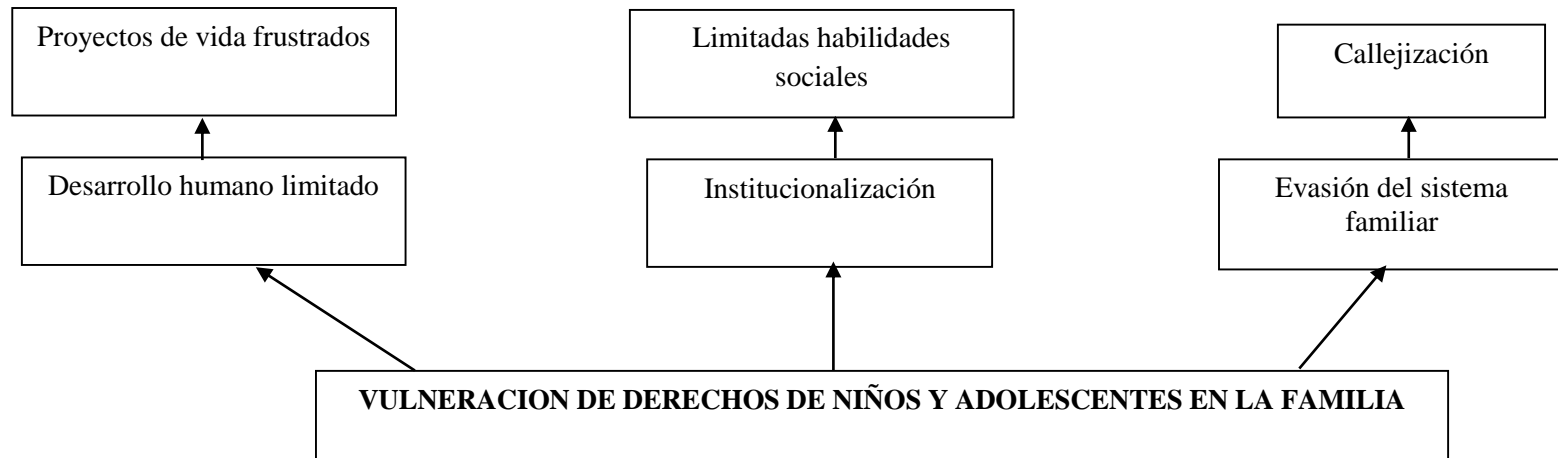 Proyectos de vida frustrados
Limitadas habilidades
sociales
Callejización
Desarrollo humano limitado
Institucionalización
Evasión del sistema
familiar
VULNERACION DE DERECHOS DE NIÑOS Y ADOLESCENTES EN LA FAMILIA